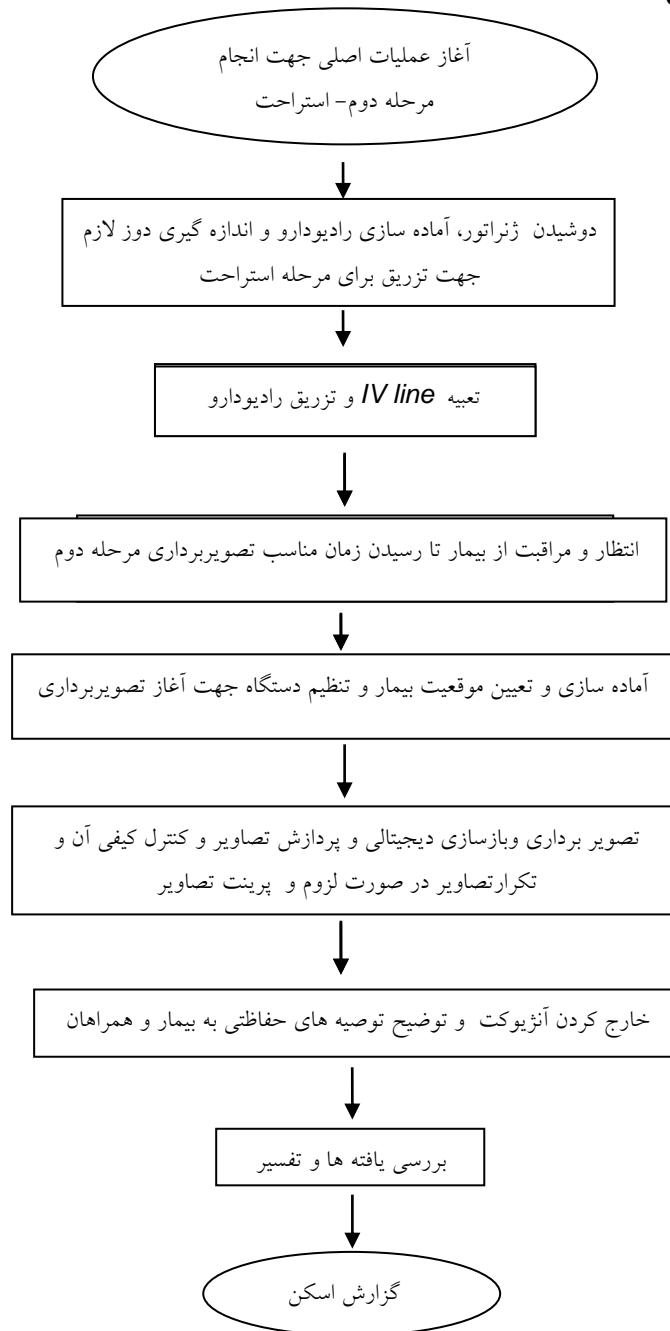 آغاز عملیات اصلی جهت انجام
مرحله دوم- استراحت
دوشیدن ژنراتور، آماده سازی رادیودارو و اندازه گیری دوز لازم
جهت تزریق برای مرحله استراحت
تعبیه IV line و تزریق رادیودارو
انتظار و مراقبت از بیمار تا رسیدن زمان مناسب تصویربرداری مرحله دوم
آماده سازی و تعیین موقعیت بیمار و تنظیم دستگاه جهت آغاز تصویربرداری
تصویر برداری وبازسازی دیجیتالی و پردازش تصاویر و کنترل کیفی آن و
تکرارتصاویر در صورت لزوم و پرینت تصاویر
خارج کردن آنژیوکت و توضیح توصیه های حفاظتی به بیمار و همراهان
بررسی یافته ها و تفسیر
گزارش اسکن